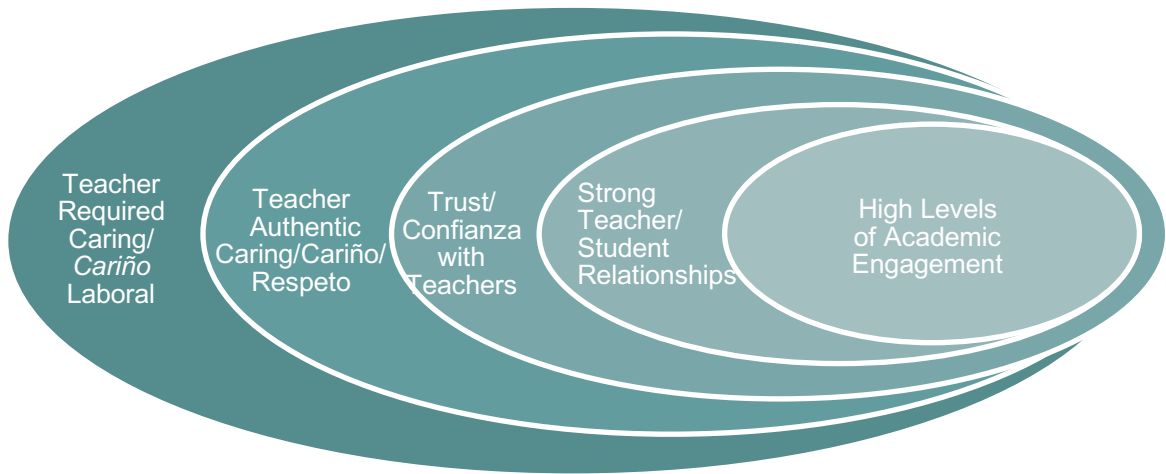 Teacher
Required
Caring/
Cariño
Laboral
Teacher
Authentic
Caring/Cariño/
Respeto
Trust/
Confianza
with
Teachers
Strong
Teacher/
Student
Relationships
High Levels
of Academic
Engagement